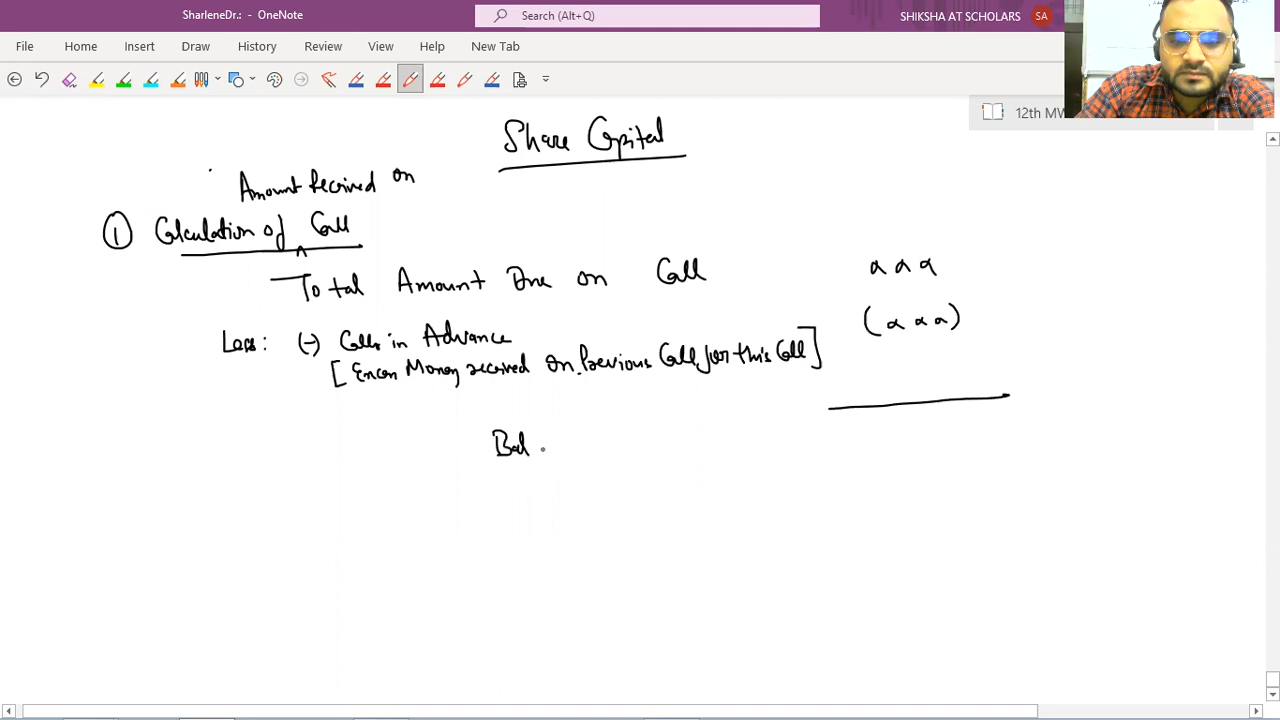 SharleneDr.: - OneNote
Search (Alt+Q)
SHIKSHA AT SCHOLARS SA
File Home Insert Draw History Review View Help New Tab
12th MW
Share Capital
Amount Received on
① Calculation of ^ Call
Total Amount Due on Call xxx
Less: (-) Calls in Advance (xxx)
[Excess Money received on Previous Call for this Call]
Bal